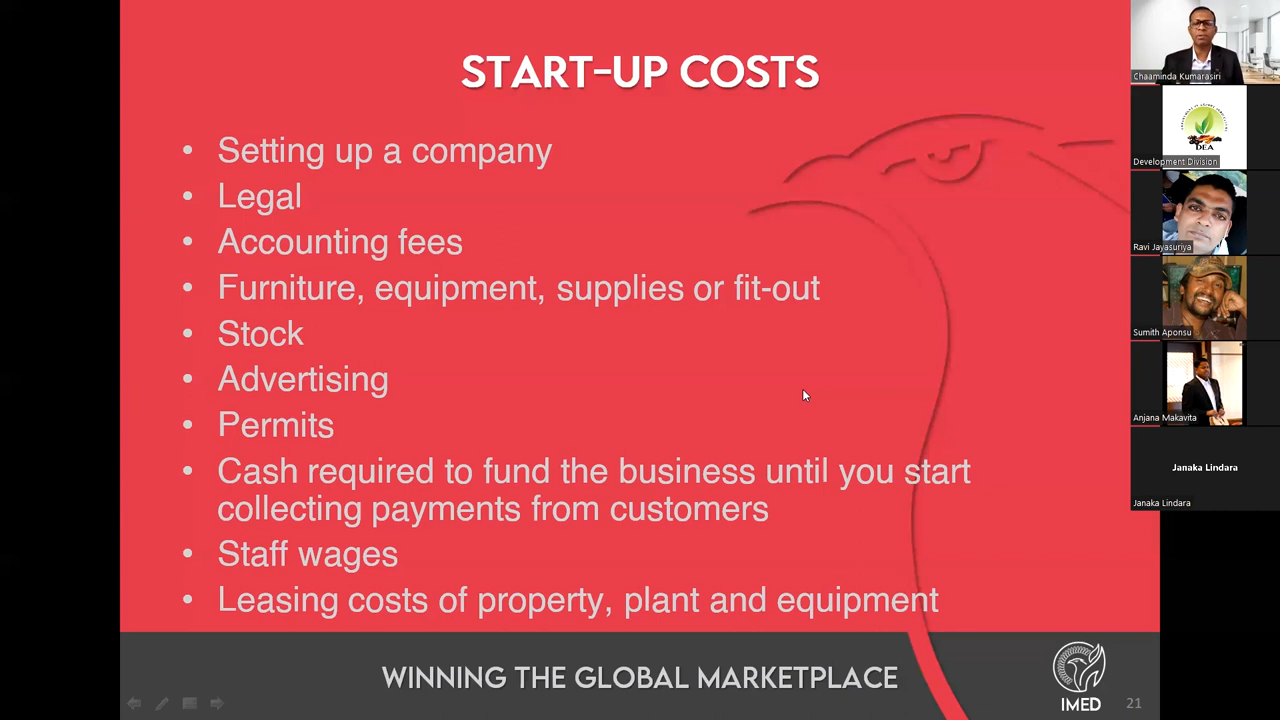 START-UP COSTS
• Setting up a company
• Legal
• Accounting fees
• Furniture, equipment, supplies or fit-out
• Stock
• Advertising
• Permits
• Cash required to fund the business until you start
collecting payments from customers
• Staff wages
• Leasing costs of property, plant and equipment
WINNING THE GLOBAL MARKETPLACE
IMED
21
Chaaminda Kumarasiri
DEA
Development Division
Ravi Jayasuriya
Sumith Aponsu
Anjana Makavita
Janaka Lindara
Janaka Lindara